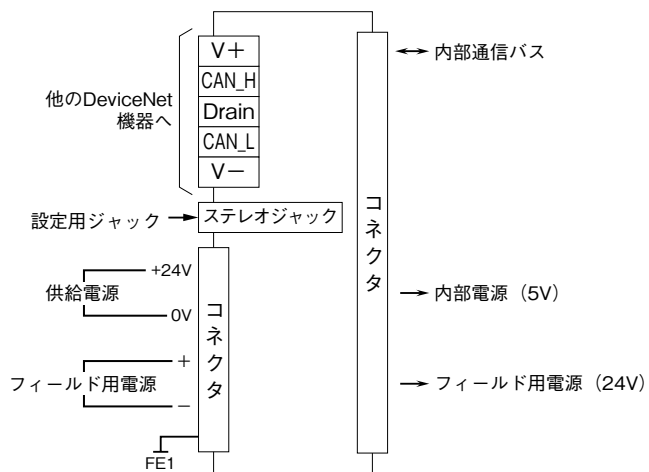 V+
CAN_H
Drain
CAN_L
V−
他のDeviceNet
機器へ
設定用ジャック
ステレオジャック
+24V
供給電源
0V
+
フィールド用電源
−
FE1
コネクタ
コネクタ
内部通信バス
内部電源（5V）
フィールド用電源（24V）